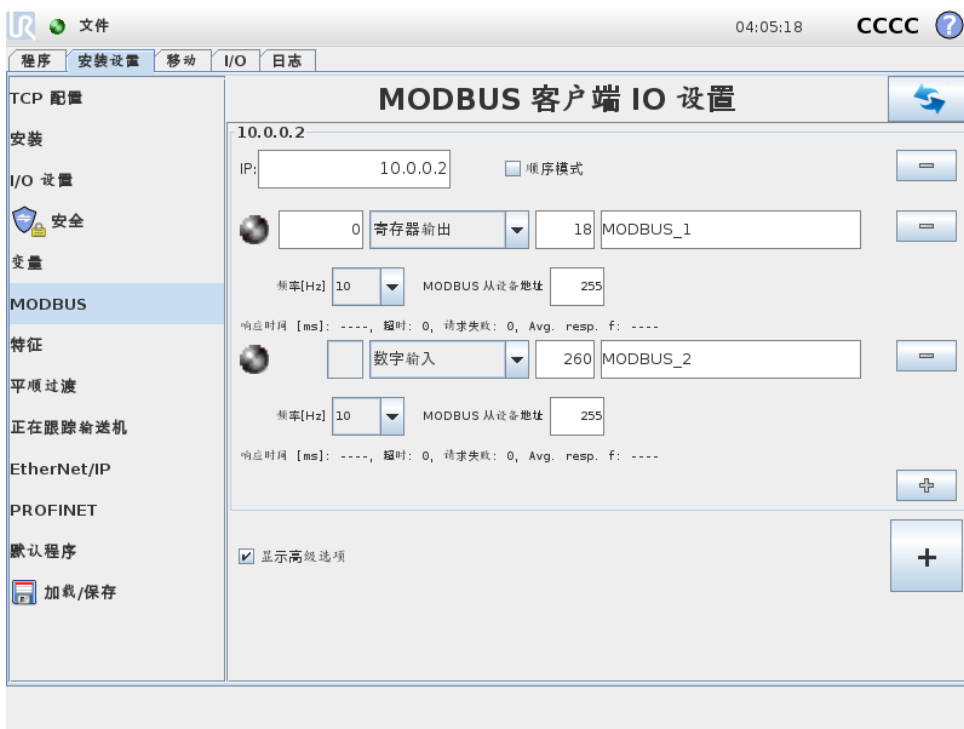 UR 文件 04:05:18 CCCC ?
程序 安装设置 移动 I/O 日志
TCP 配置
安装
I/O 设置
安全
变量
MODBUS
特征
平顺过渡
正在跟踪输送机
EtherNet/IP
PROFINET
默认程序
加载/保存
MODBUS 客户端 IO 设置
10.0.0.2
IP: 10.0.0.2 顺序模式
0 寄存器输出 18 MODBUS_1
频率[Hz] 10 MODBUS 从设备地址 255
响应时间 [ms]: ----, 超时: 0, 请求失败: 0, Avg. resp. f: ----
数字输入 260 MODBUS_2
频率[Hz] 10 MODBUS 从设备地址 255
响应时间 [ms]: ----, 超时: 0, 请求失败: 0, Avg. resp. f: ----
显示高级选项